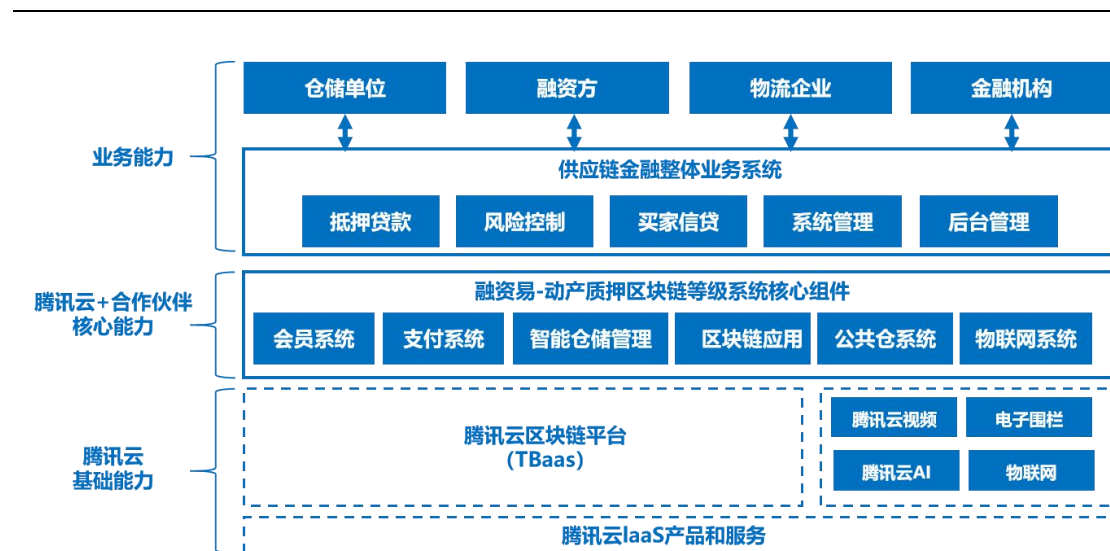 仓储单位
融资方
物流企业
金融机构
业务能力
供应链金融整体业务系统
抵押贷款
风险控制
买家信贷
系统管理
后台管理
腾讯云+合作伙伴
核心能力
融资易-动产质押区块链等级系统核心组件
会员系统
支付系统
智能仓储管理
区块链应用
公共仓系统
物联网系统
腾讯云
基础能力
腾讯云区块链平台
(TBaas)
腾讯云视频
电子围栏
腾讯云AI
物联网
腾讯云IaaS产品和服务